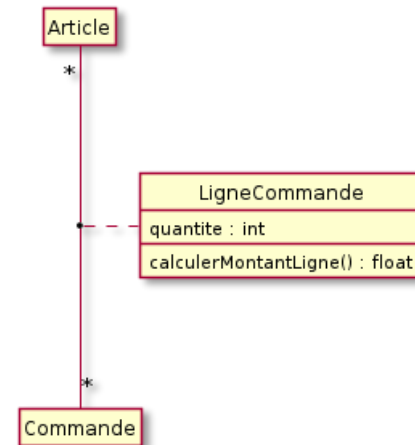 Article
*
LigneCommande
quantite : int
calculerMontantLigne() : float
*
Commande